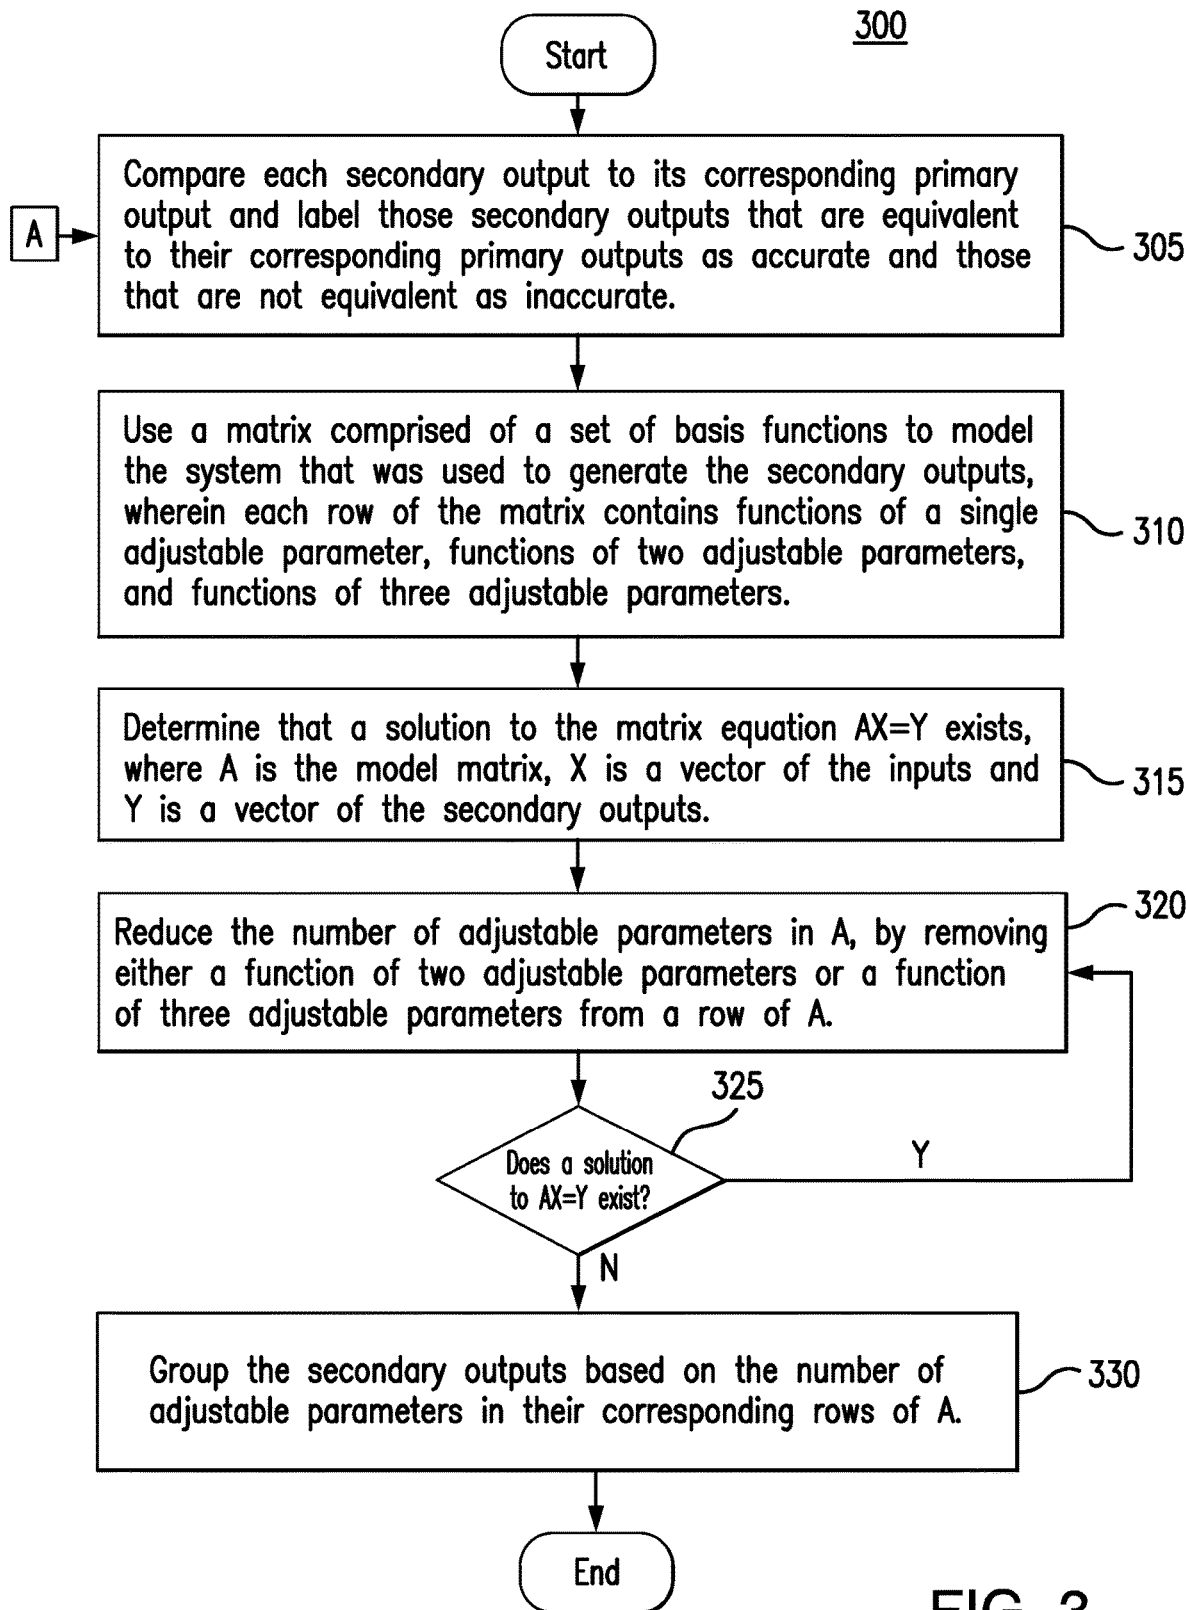 300
Start
Compare each secondary output to its corresponding primary
output and label those secondary outputs that are equivalent
to their corresponding primary outputs as accurate and those
that are not equivalent as inaccurate.
A
305
Use a matrix comprised of a set of basis functions to model
the system that was used to generate the secondary outputs,
wherein each row of the matrix contains functions of a single
adjustable parameter, functions of two adjustable parameters,
and functions of three adjustable parameters.
310
Determine that a solution to the matrix equation AX=Y exists,
where A is the model matrix, X is a vector of the inputs and
Y is a vector of the secondary outputs.
315
320
Reduce the number of adjustable parameters in A, by removing
either a function of two adjustable parameters or a function
of three adjustable parameters from a row of A.
325
Does a solution
to AX=Y exist?
Y
N
Group the secondary outputs based on the number of
adjustable parameters in their corresponding rows of A.
330
End
FIG. 3